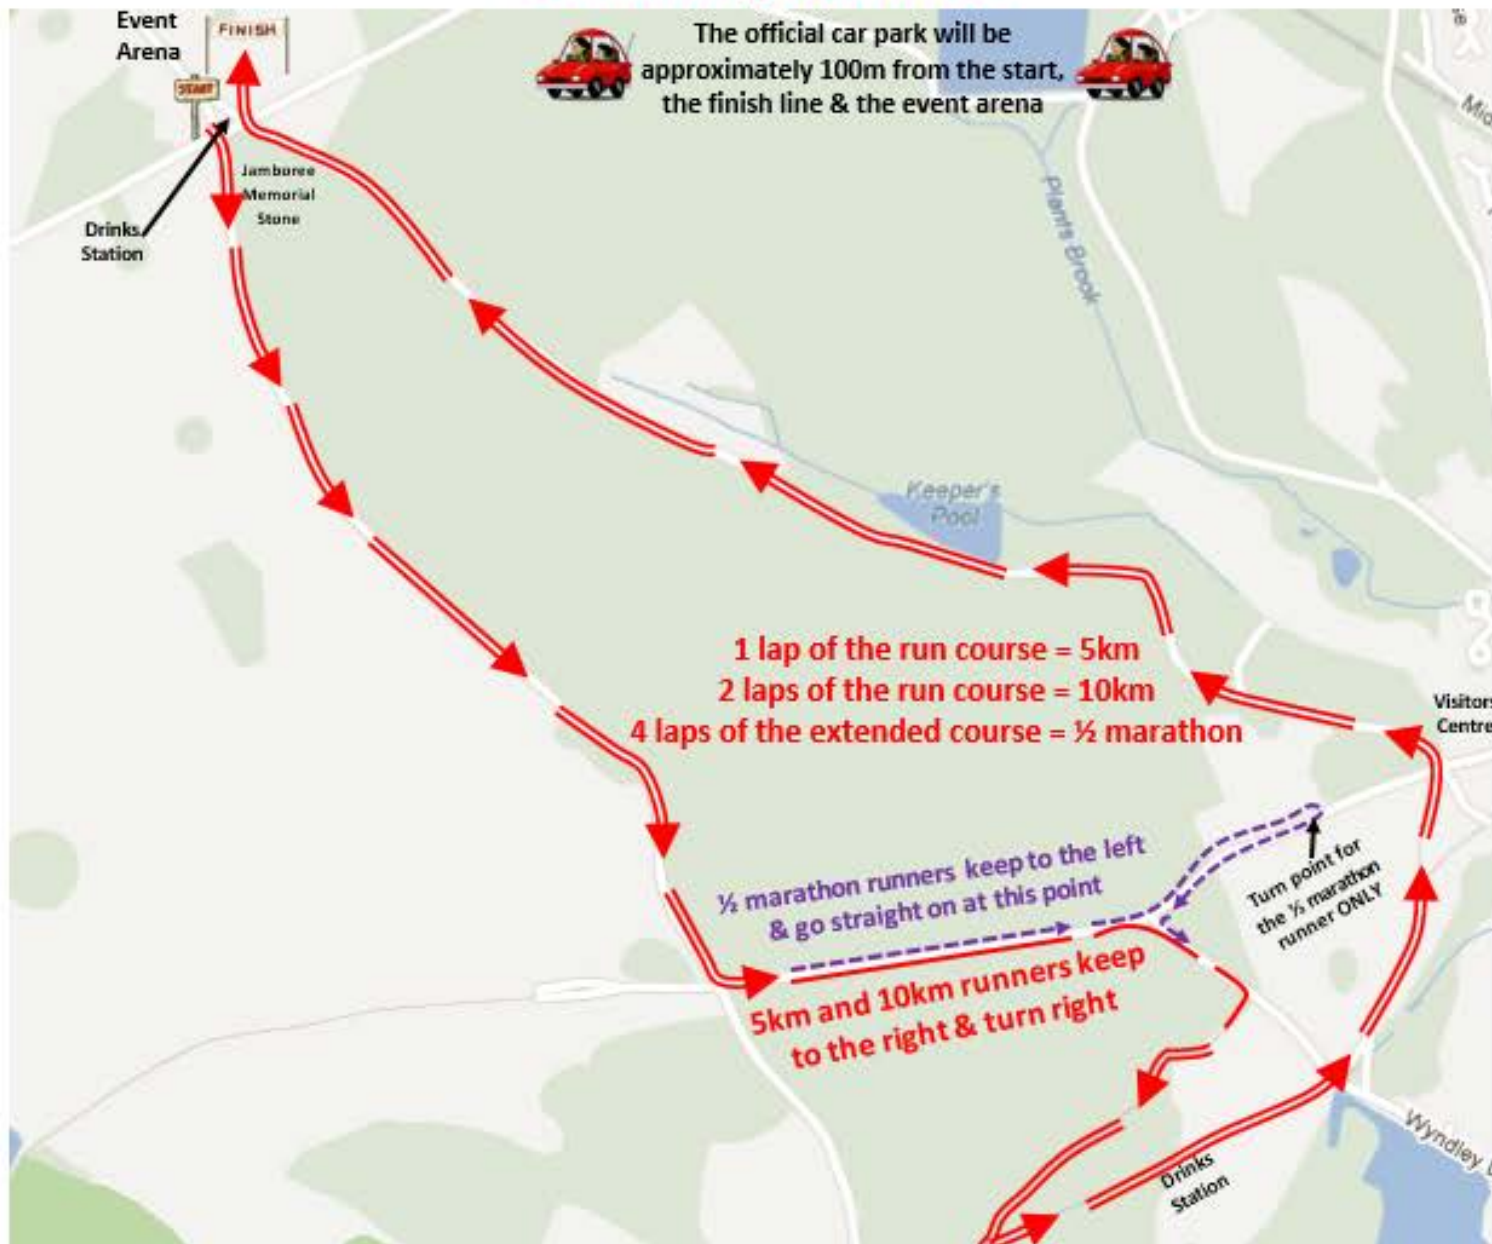 Event
Arena
FINISH
START
The official car park will be
approximately 100m from the start,
the finish line & the event arena
Jamboree
Memorial
Stone
Drinks
Station
Plants Brook
Keeper's
Pool
1 lap of the run course = 5km
2 laps of the run course = 10km
4 laps of the extended course = ½ marathon
Visitors
Centre
½ marathon runners keep to the left
& go straight on at this point
Turn point for
the ½ marathon
runner ONLY
5km and 10km runners keep
to the right & turn right
Drinks
Station
Wyndley